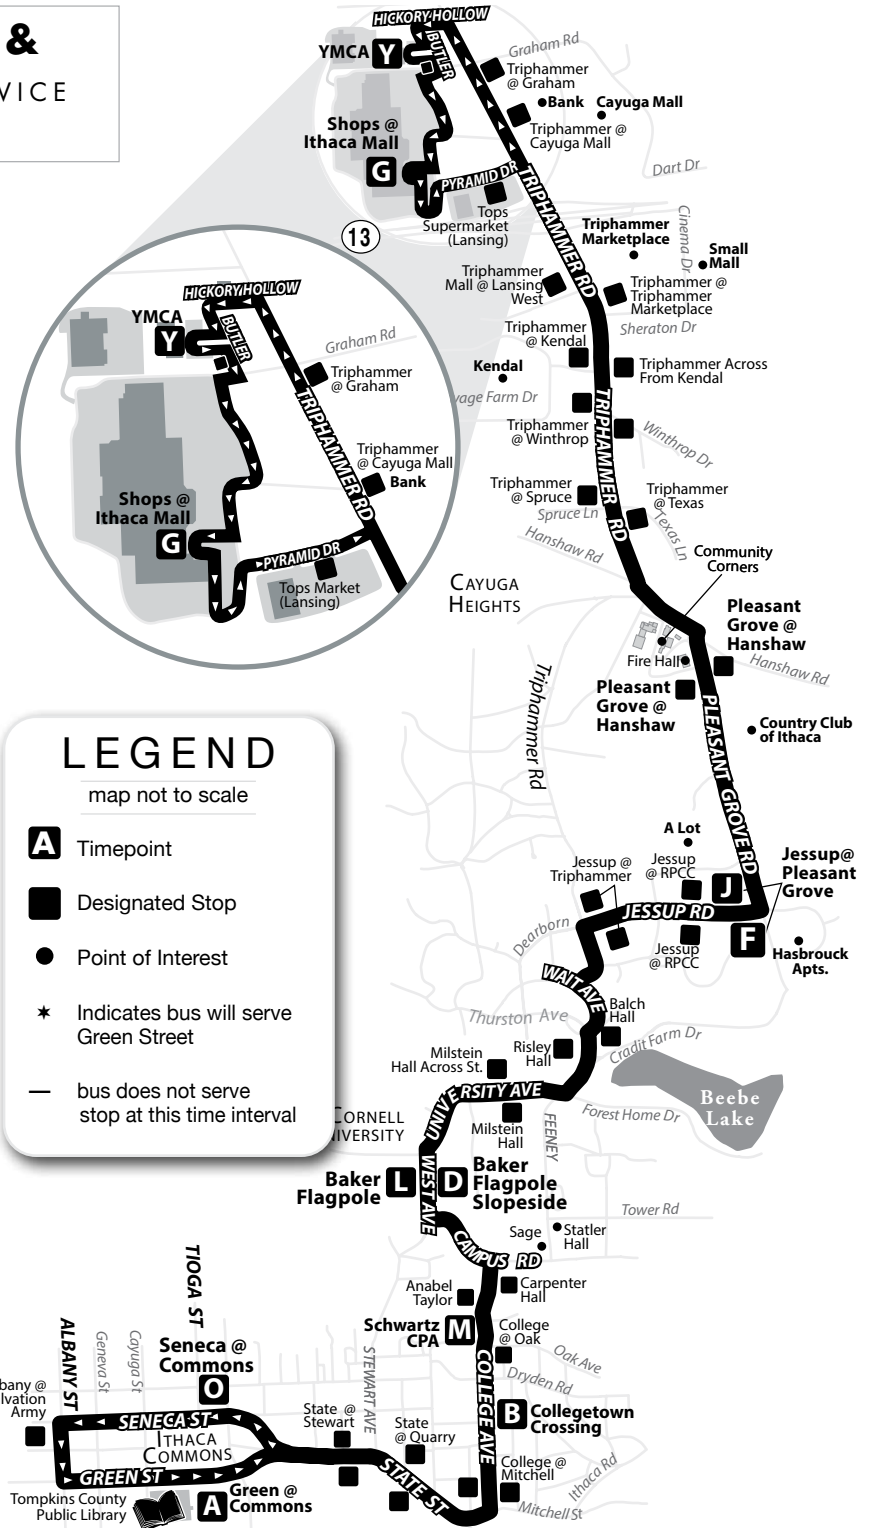 &
VICE
HICKORY HOLLOW
YMCA Y
BUTLER
Graham Rd
Triphammer
@ Graham
Bank
Cayuga Mall
Triphammer @
Cayuga Mall
Shops @
Ithaca Mall
G
PYRAMID DR
Dart Dr
Tops
Supermarket
(Lansing)
13
TRIPHAMMER RD
Triphammer
Marketplace
Cinema Dr
Small
Mall
Triphammer
Mall @ Lansing
West
Triphammer @
Triphammer
Marketplace
Sheraton Dr
Triphammer
@ Kendal
Kendal
Triphammer Across
From Kendal
vage Farm Dr
TRIPHAMMER RD
Triphammer
@ Winthrop
Winthrop Dr
Triphammer
@ Spruce
Spruce Ln
Triphammer
@ Texas
Texas Ln
Hanshaw Rd
Community
Corners
CAYUGA
HEIGHTS
Pleasant
Grove @
Hanshaw
Fire Hall
Hanshaw Rd
Pleasant
Grove @
Hanshaw
Triphammer Rd
PLEASANT GROVE RD
Country Club
of Ithaca
HICKORY HOLLOW
YMCA
Y
BUTLER
Graham Rd
Triphammer
@ Graham
TRIPHAMMER RD
Triphammer
@ Cayuga Mall
Bank
Shops @
Ithaca Mall
G
PYRAMID DR
Tops Market
(Lansing)
LEGEND
map not to scale
A Timepoint
Designated Stop
Point of Interest
✶ Indicates bus will serve
Green Street
— bus does not serve
stop at this time interval
A Lot
Jessup @
Triphammer
Jessup
@ RPCC
J
Jessup@
Pleasant
Grove
JESSUP RD
Dearborn
Jessup
@ RPCC
F
Hasbrouck
Apts.
WAIT AVE
Thurston Ave
Balch
Hall
Risley
Hall
Cradit Farm Dr
Milstein
Hall Across St.
UNIVERSITY AVE
Beebe
Lake
Forest Home Dr
CORNELL
NIVERSITY
Milstein
Hall
FEENEY
Baker
Flagpole
L
WEST AVE
D
Baker
Flagpole
Slopeside
Tower Rd
Sage
Statler
Hall
CAMPUS RD
Anabel
Taylor
Carpenter
Hall
Schwartz
CPA
M
College
@ Oak
Oak Ave
Dryden Rd
COLLEGE AVE
B
Collegetown
Crossing
TIOGA ST
ALBANY ST
Geneva St
Cayuga St
Seneca @
Commons
O
STEWART AVE
bany @
lvation
Army
SENECA ST
ITHACA
COMMONS
GREEN ST
State @
Stewart
State
@ Quarry
STATE ST
College @
Mitchell
Ithaca Rd
Mitchell St
Tompkins County
Public Library
A
Green @
Commons